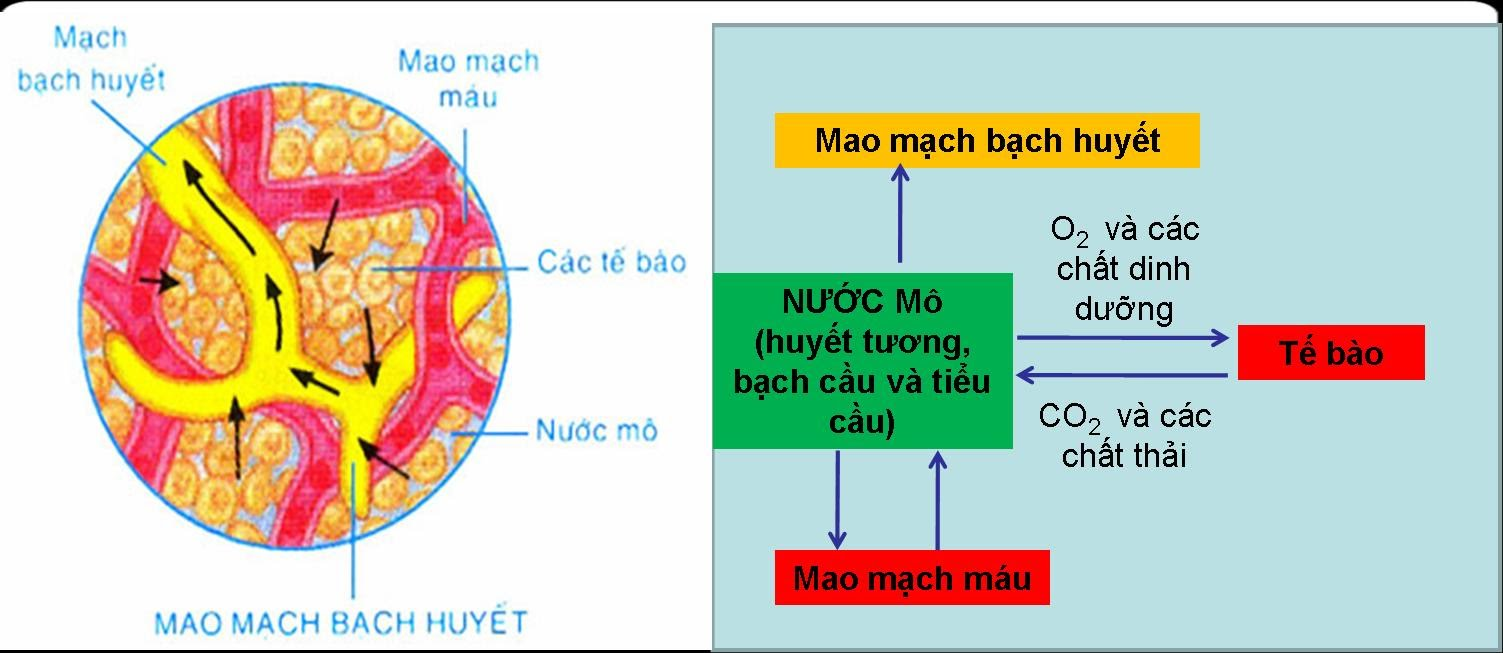 Mạch
bạch huyết
Mao mạch
máu
Các tế bào
Nước mô
MAO MẠCH BẠCH HUYẾT
Mao mạch bạch huyết
O2 và các
chất dinh
dưỡng
NƯỚC Mô
(huyết tương,
bạch cầu và tiểu
cầu)
Tế bào
CO2 và các
chất thải
Mao mạch máu